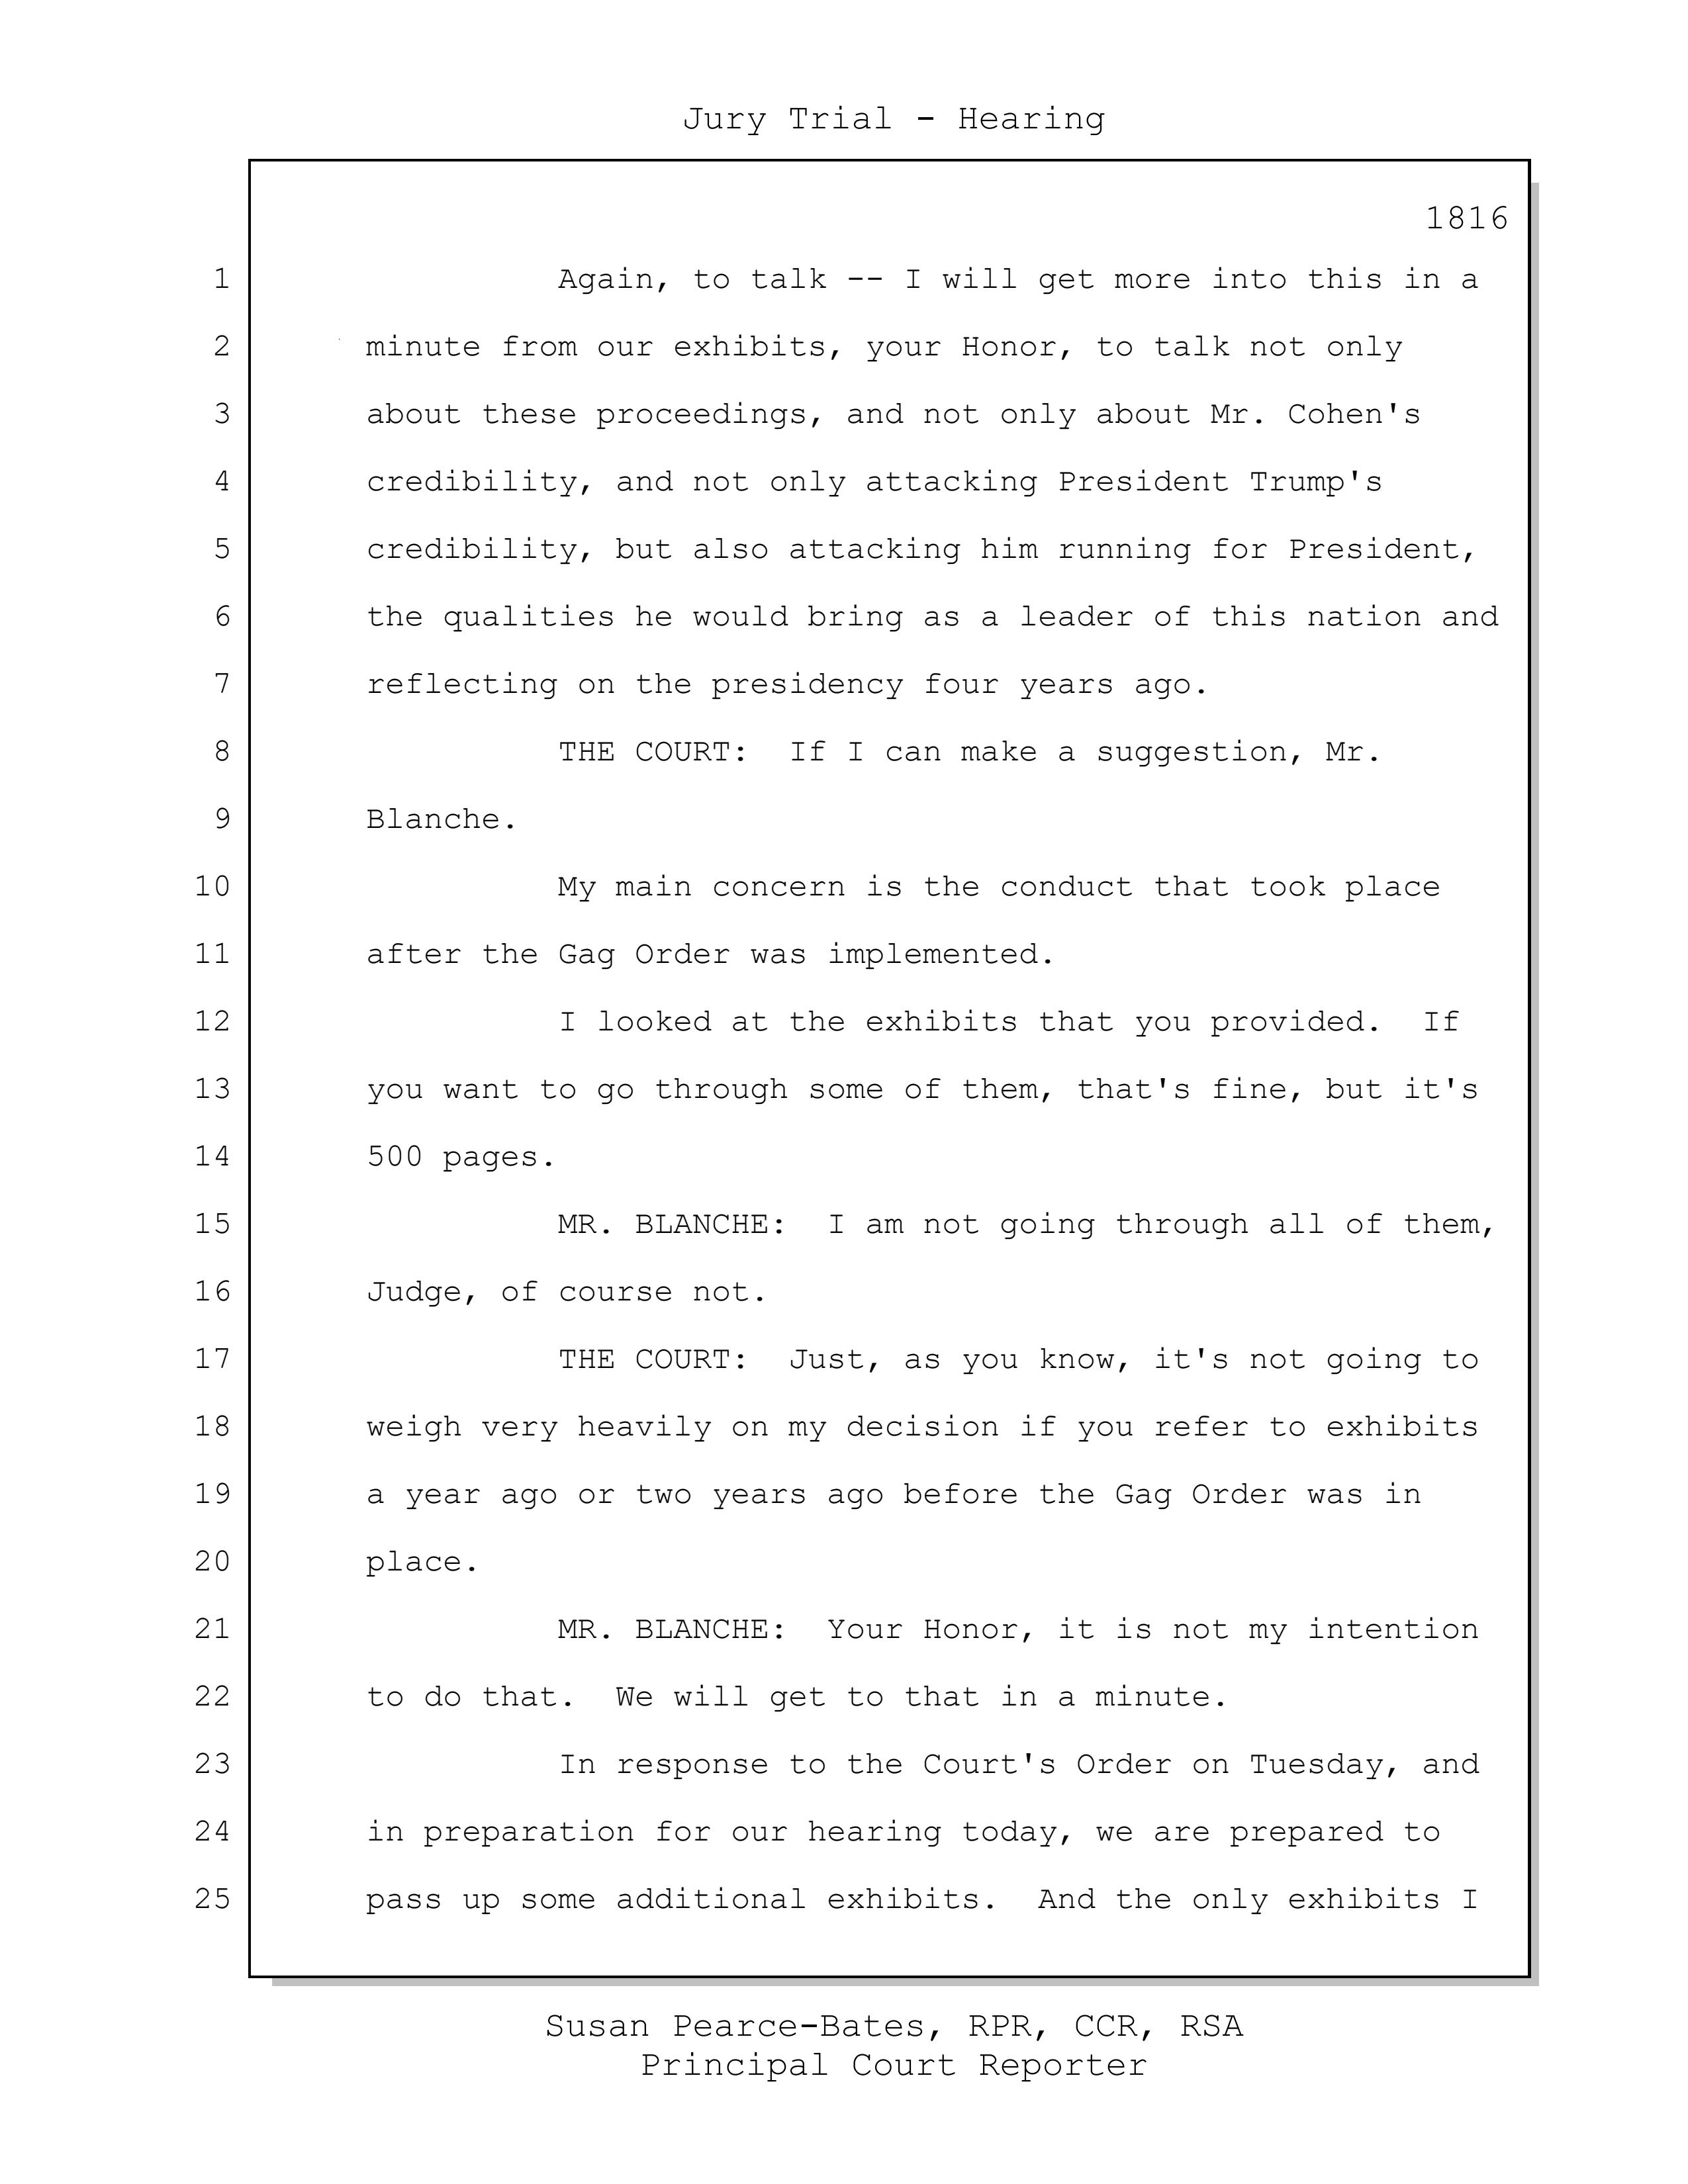 Jury Trial - Hearing
1816
1 Again, to talk -- I will get more into this in a
2 minute from our exhibits, your Honor, to talk not only
3 about these proceedings, and not only about Mr. Cohen's
4 credibility, and not only attacking President Trump's
5 credibility, but also attacking him running for President,
6 the qualities he would bring as a leader of this nation and
7 reflecting on the presidency four years ago.
8 THE COURT:  If I can make a suggestion, Mr.
9 Blanche.
10 My main concern is the conduct that took place
11 after the Gag Order was implemented.
12 I looked at the exhibits that you provided.  If
13 you want to go through some of them, that's fine, but it's
14 500 pages.
15 MR. BLANCHE:  I am not going through all of them,
16 Judge, of course not.
17 THE COURT:  Just, as you know, it's not going to
18 weigh very heavily on my decision if you refer to exhibits
19 a year ago or two years ago before the Gag Order was in
20 place.
21 MR. BLANCHE:  Your Honor, it is not my intention
22 to do that.  We will get to that in a minute.
23 In response to the Court's Order on Tuesday, and
24 in preparation for our hearing today, we are prepared to
25 pass up some additional exhibits.  And the only exhibits I
Susan Pearce-Bates, RPR, CCR, RSA
Principal Court Reporter